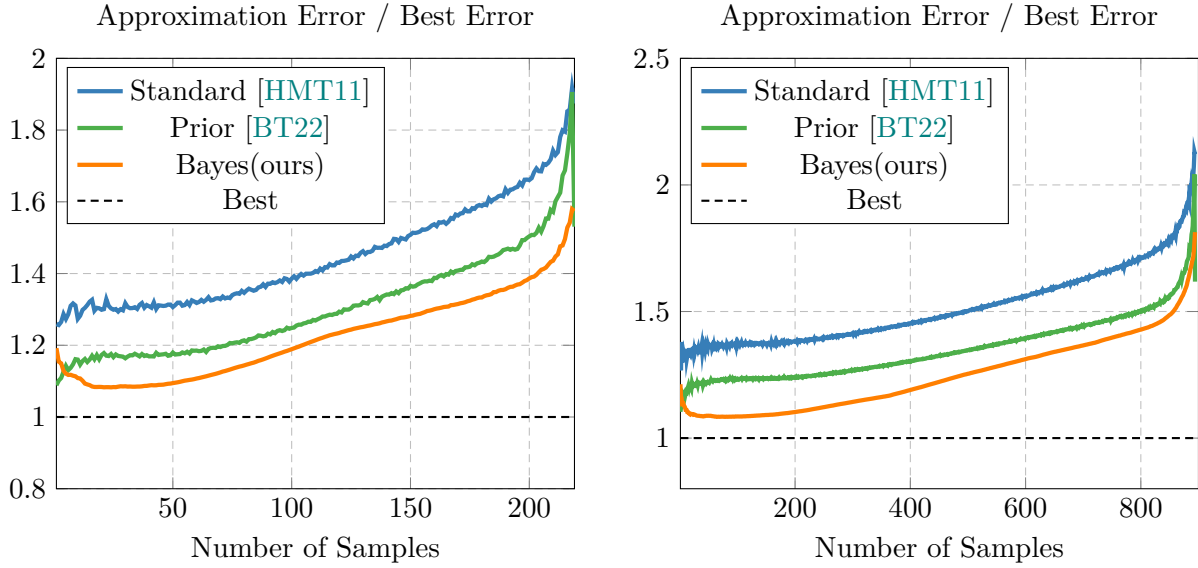 Approximation Error / Best Error
2
1.8
1.6
1.4
1.2
1
0.8
Standard [HMT11]
Prior [BT22]
Bayes(ours)
Best
50 100 150 200
Number of Samples
Approximation Error / Best Error
2.5
2
1.5
1
Standard [HMT11]
Prior [BT22]
Bayes(ours)
Best
200 400 600 800
Number of Samples